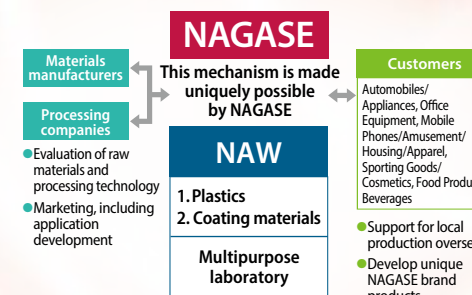 NAGASE
Materials
manufacturers
This mechanism is made
uniquely possible
by NAGASE
Processing
companies
●Evaluation of raw
materials and
processing technology
●Marketing, including
application
development
NAW
1. Plastics
2. Coating materials
Multipurpose
laboratory
Customers
Automobiles/
Appliances, Office
Equipment, Mobile
Phones/Amusement/
Housing/Apparel,
Sporting Goods/
Cosmetics, Food
Beverages
●Support for local
production
●Develop unique
NAGASE brand
products